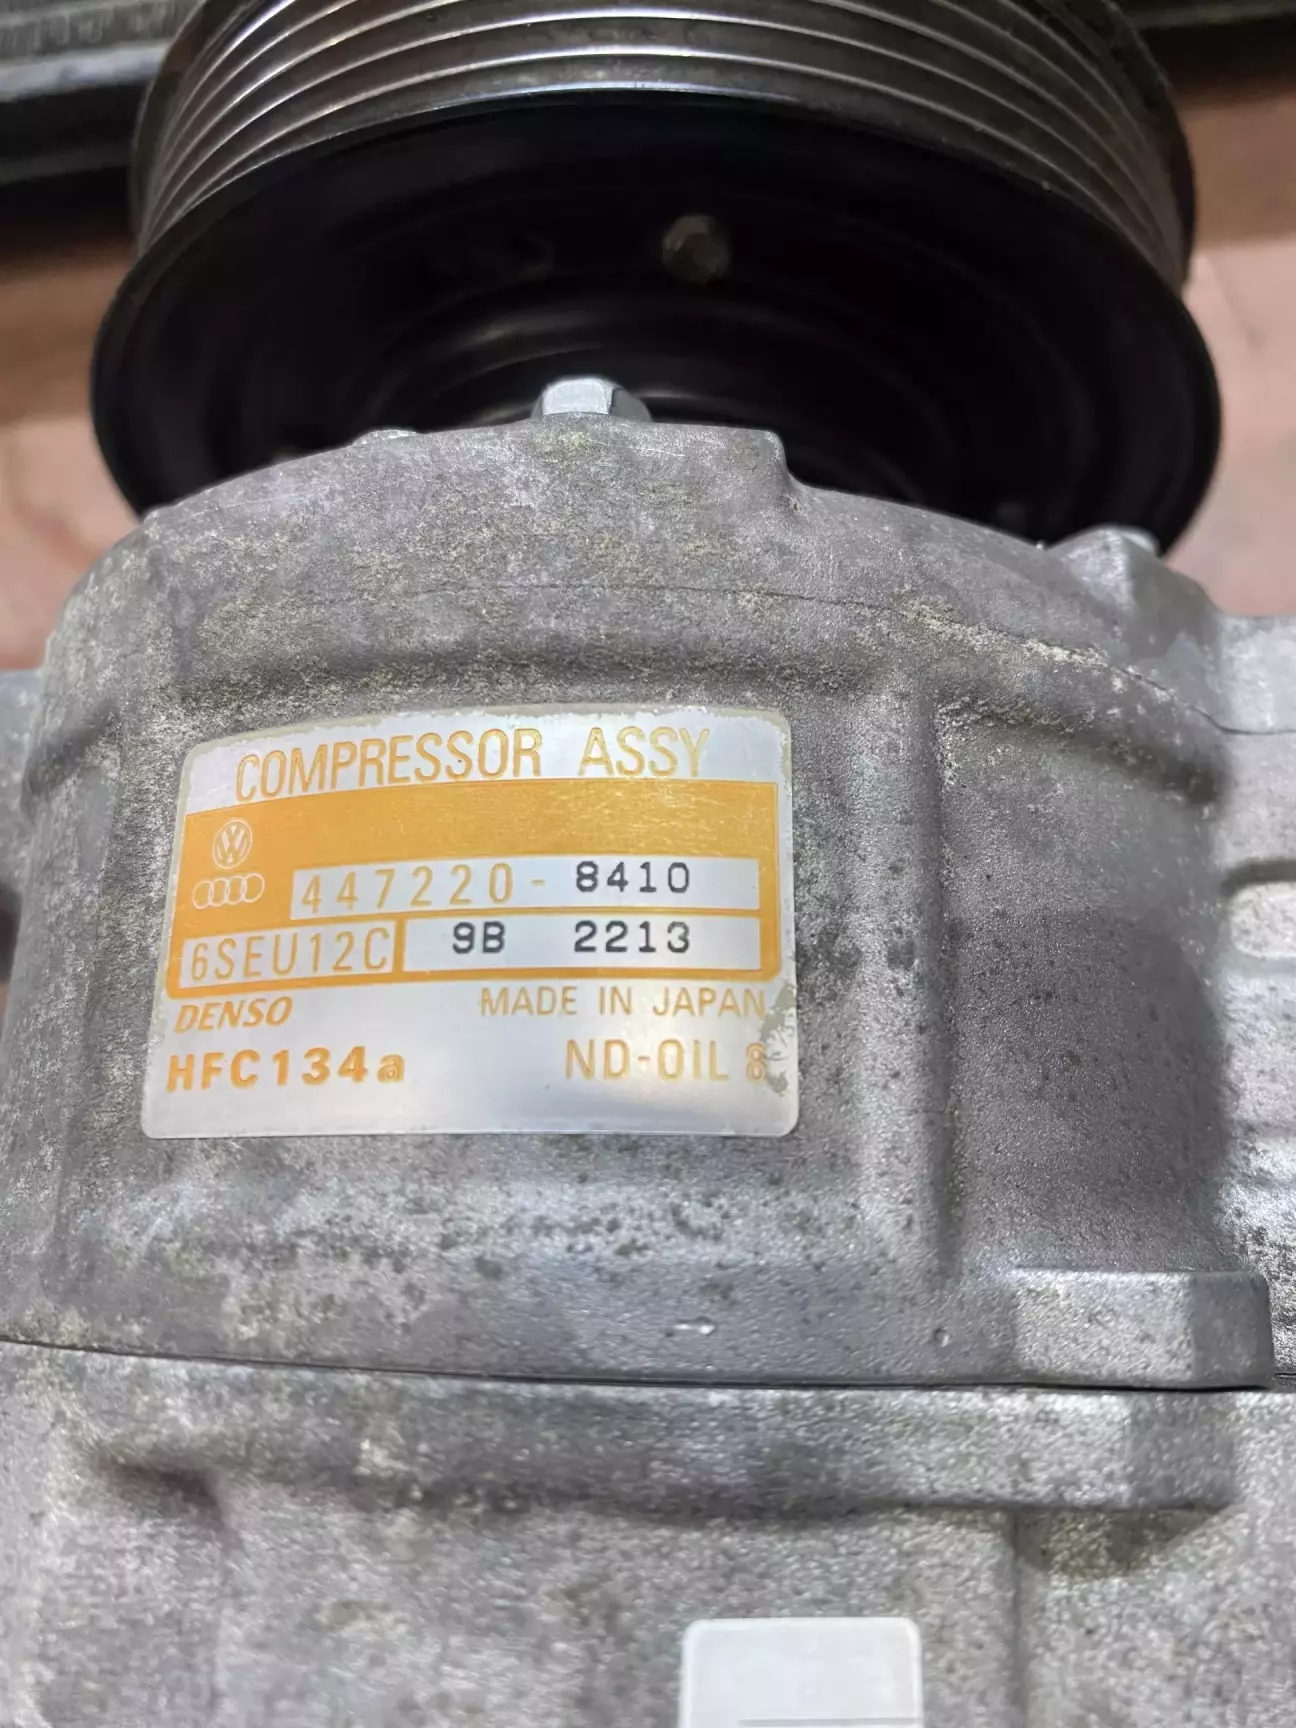 COMPRESSOR ASSY
447220-8410
6SEU12C 9B 2213
DENSO MADE IN JAPAN
HFC134a ND-OIL 8